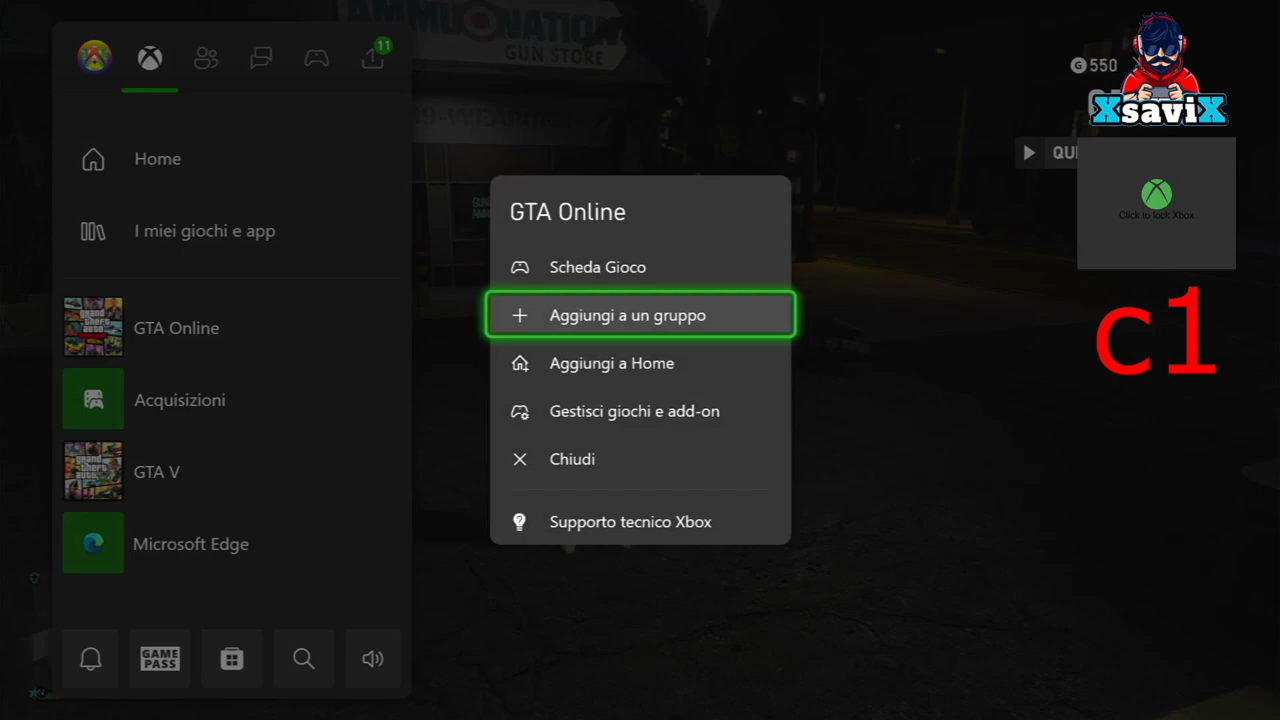 AMMU-NATION
GUN STORE
11
Home
I miei giochi e app
GTA Online
Acquisizioni
GTA V
Microsoft Edge
GAME
PASS
GTA Online
Scheda Gioco
Aggiungi a un gruppo
Aggiungi a Home
Gestisci giochi e add-on
Chiudi
Supporto tecnico Xbox
G 550
XsaviX
Click to lock Xbox
c1